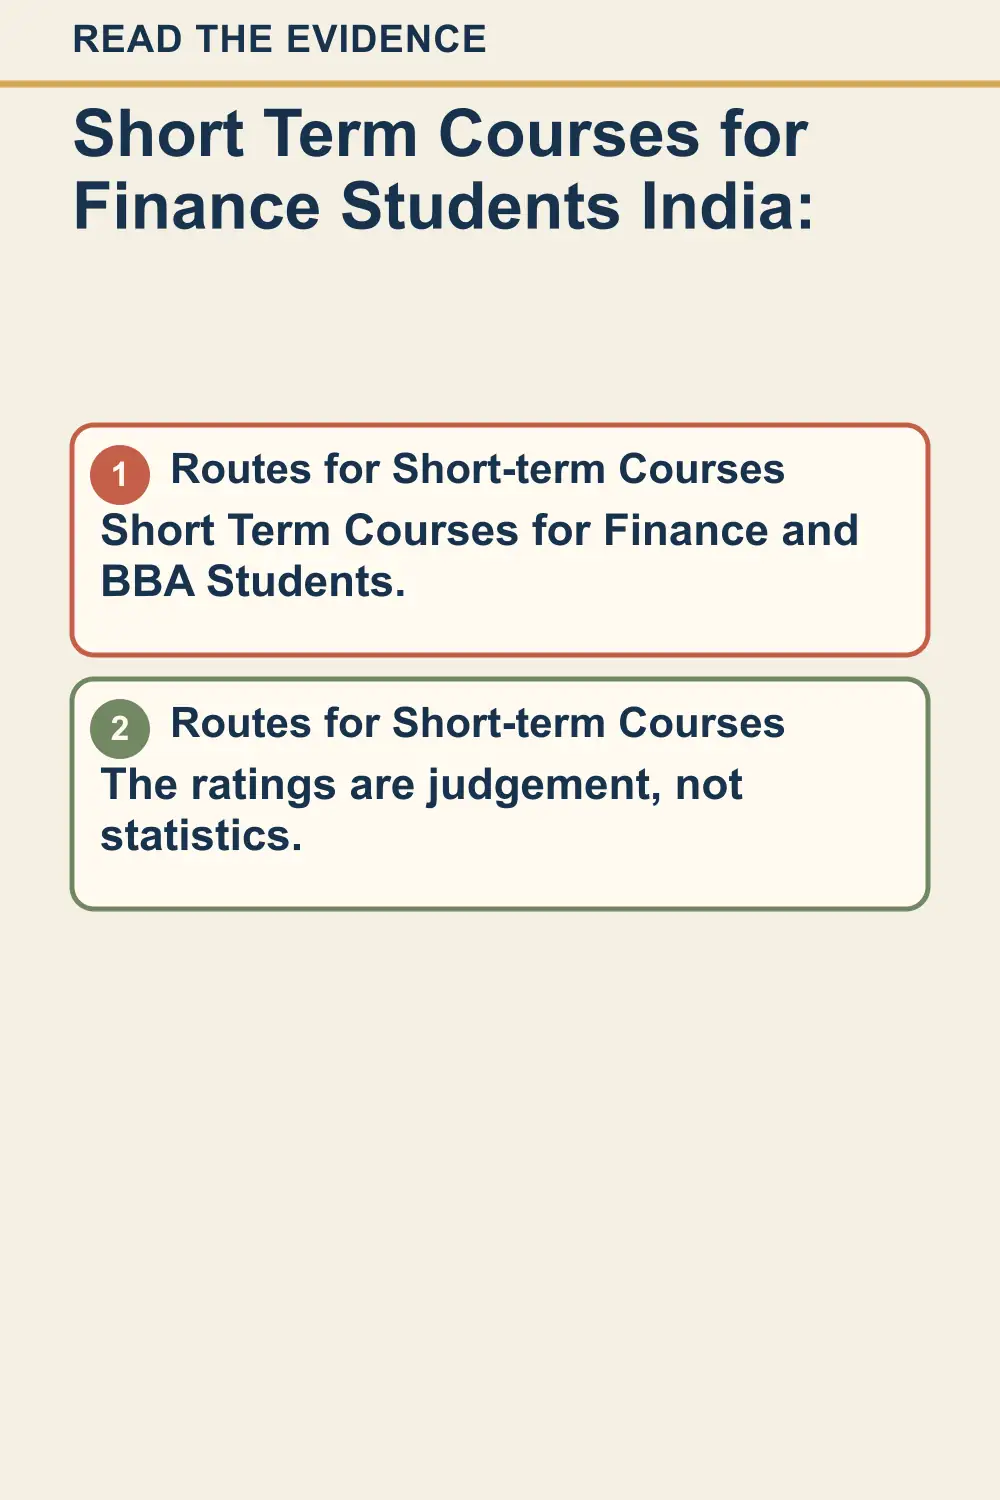 READ THE EVIDENCE
Short Term Courses for
Finance Students India:
1 Routes for Short-term Courses
Short Term Courses for Finance and
BBA Students.
2 Routes for Short-term Courses
The ratings are judgement, not
statistics.